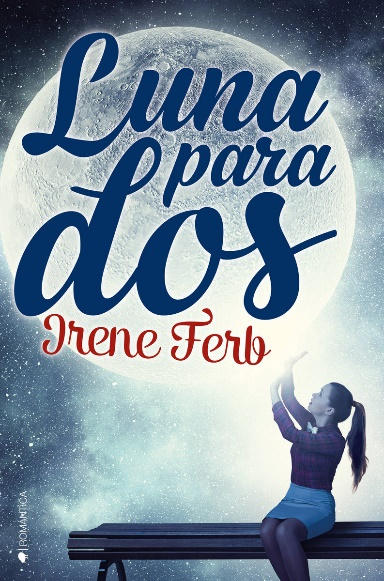 Luna
para
dos
Irene Ferb
ROMÁNTICA